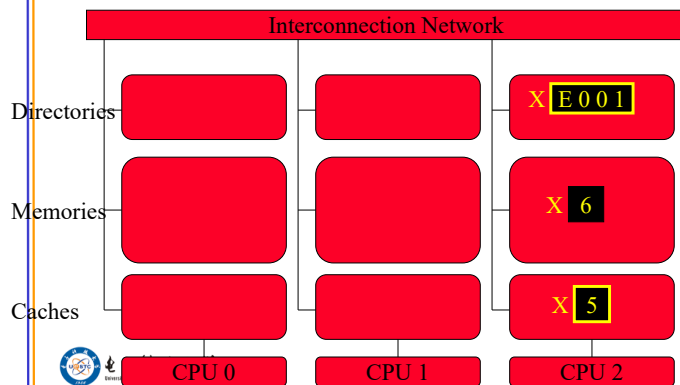 Interconnection Network
Directories
X E 0 0 1
Memories
X 6
Caches
X 5
CPU 0
CPU 1
CPU 2